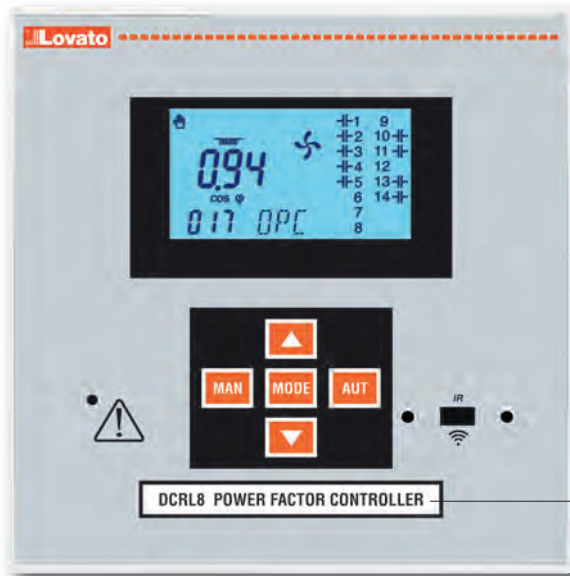 Lovato
1 9
2 10
3 11
4 12
5 13
6 14
7
8
0.94
cos φ
017 OPC
MAN MODE AUT
IR
DCRL8 POWER FACTOR CONTROLLER